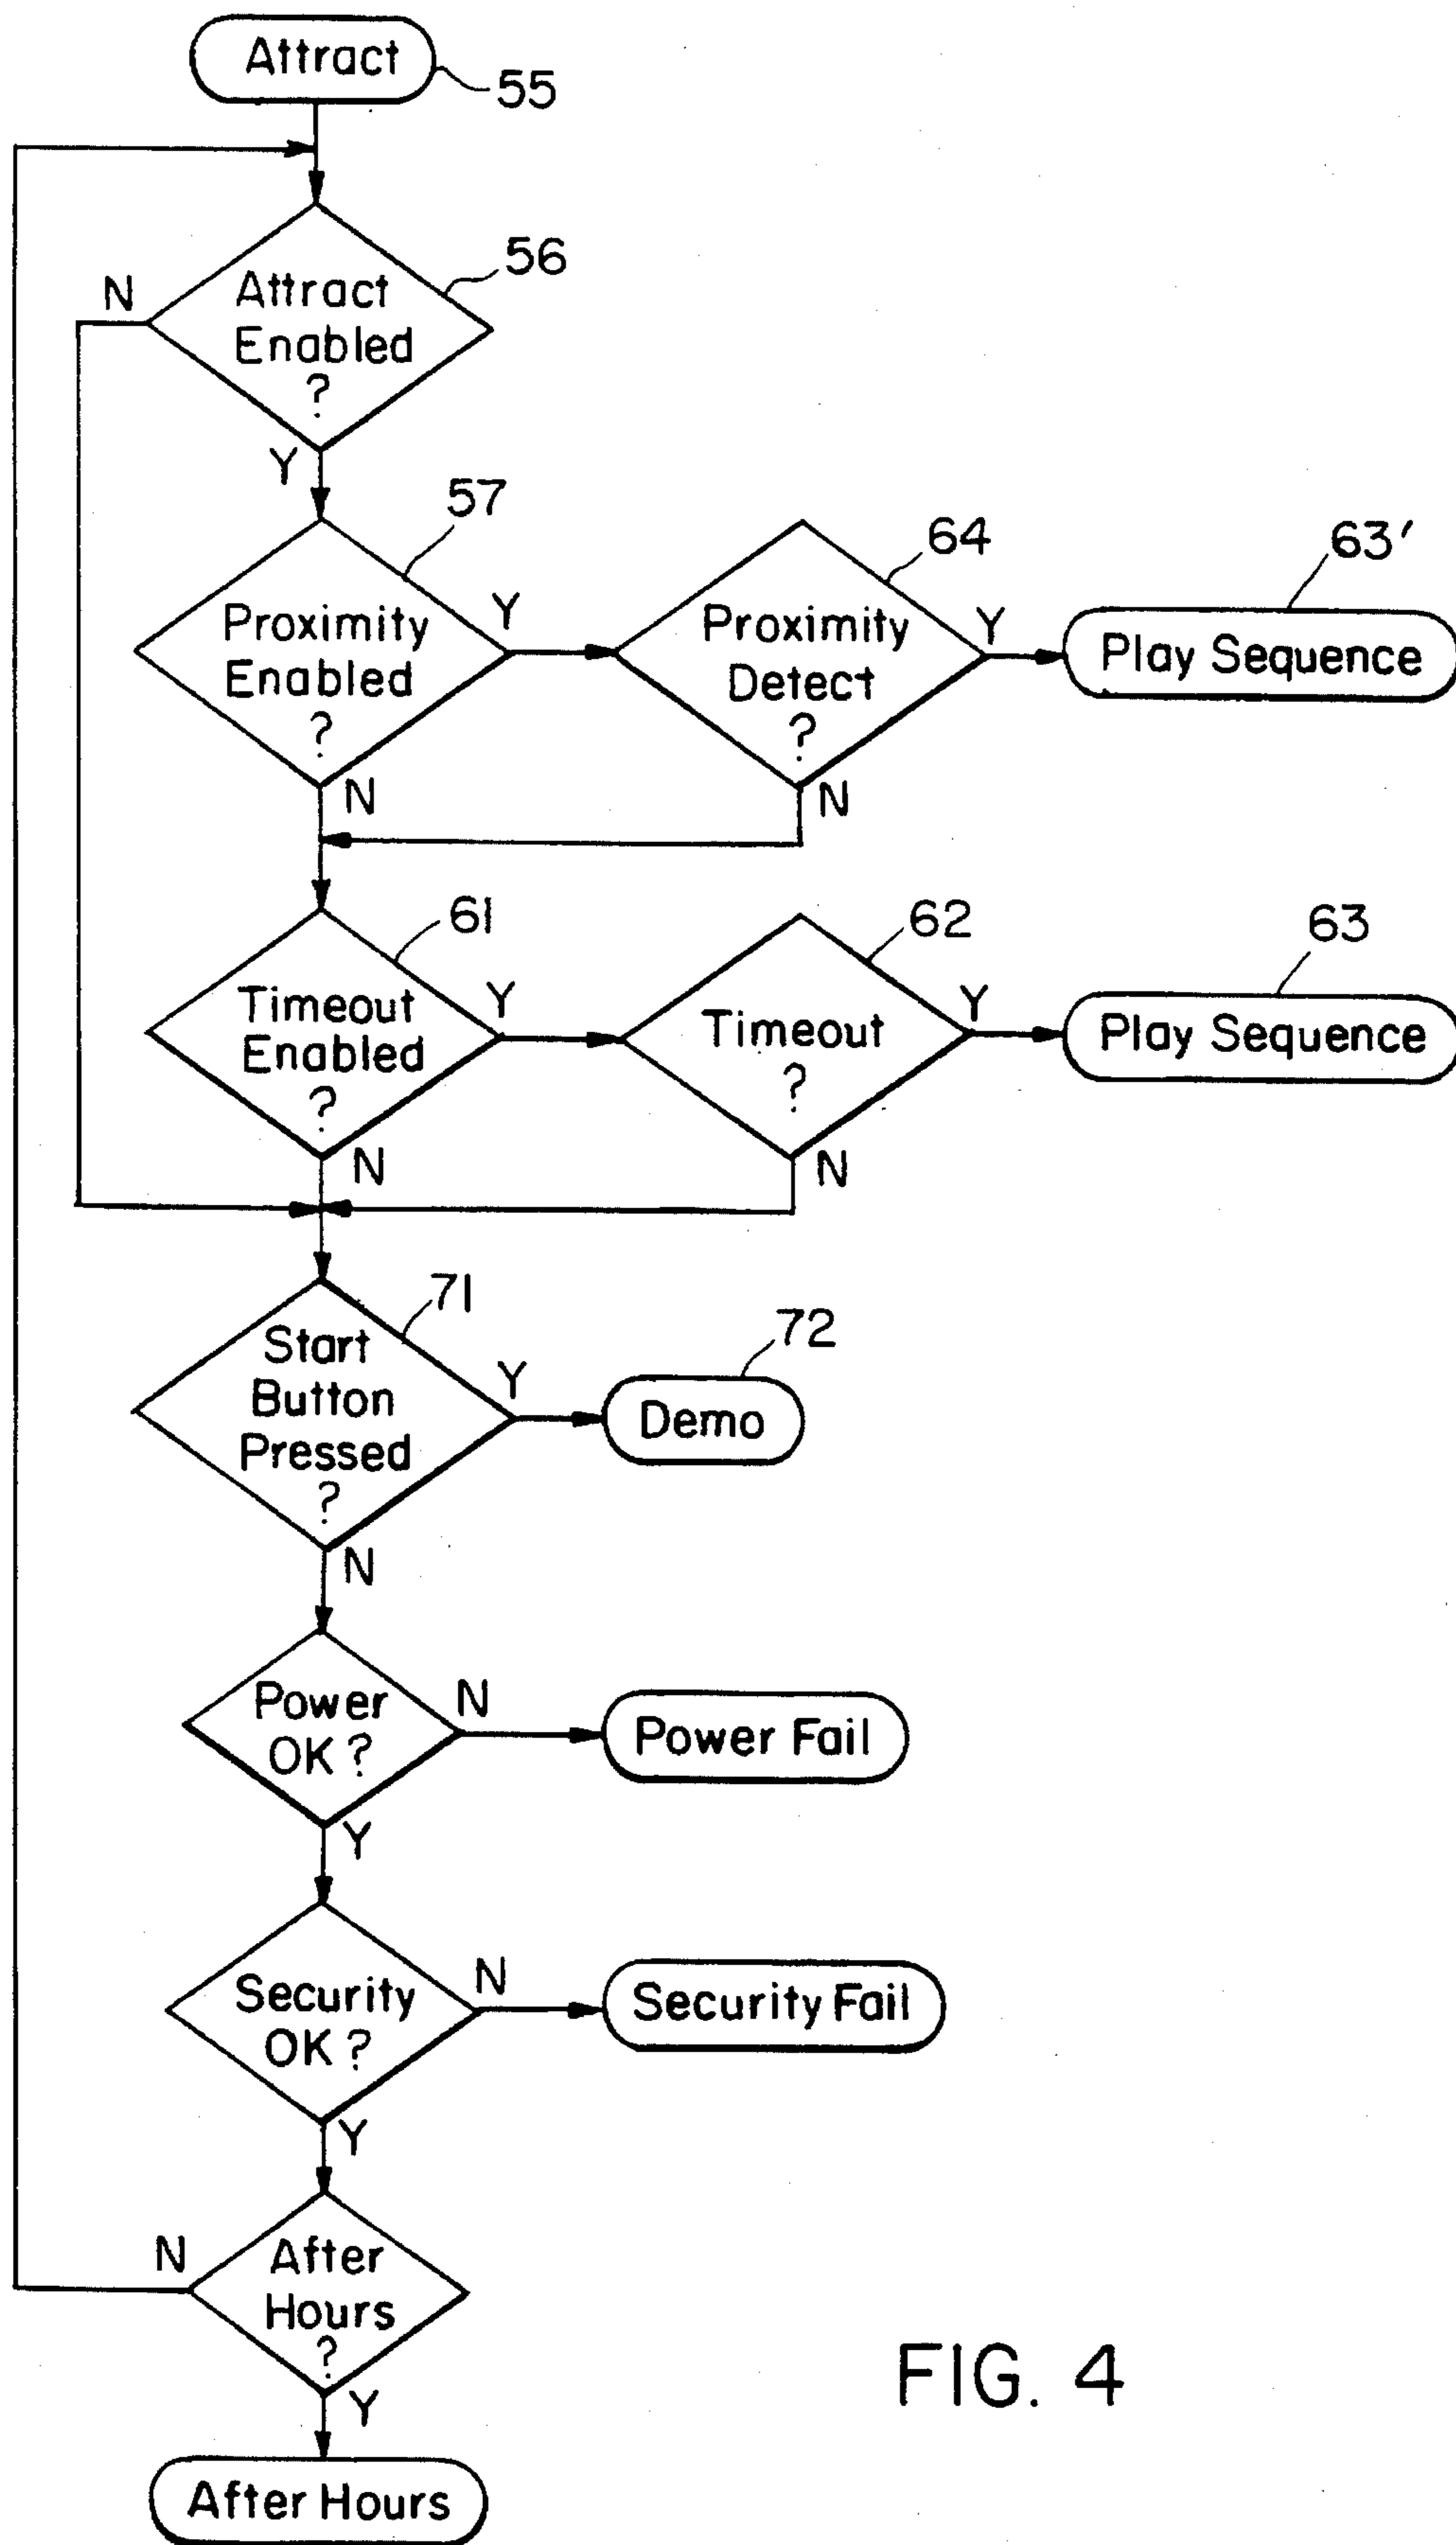 Attract
55
N
Attract
Enabled
?
56
Y
57
Proximity
Enabled
?
Y
N
64
Proximity
Detect
?
Y
N
63'
Play Sequence
61
Timeout
Enabled
?
Y
N
62
Timeout
?
Y
N
63
Play Sequence
71
Start
Button
Pressed
?
Y
N
72
Demo
Power
OK?
N
Y
Power Fail
Security
OK?
N
Y
Security Fail
N
After
Hours
?
Y
After Hours
FIG. 4